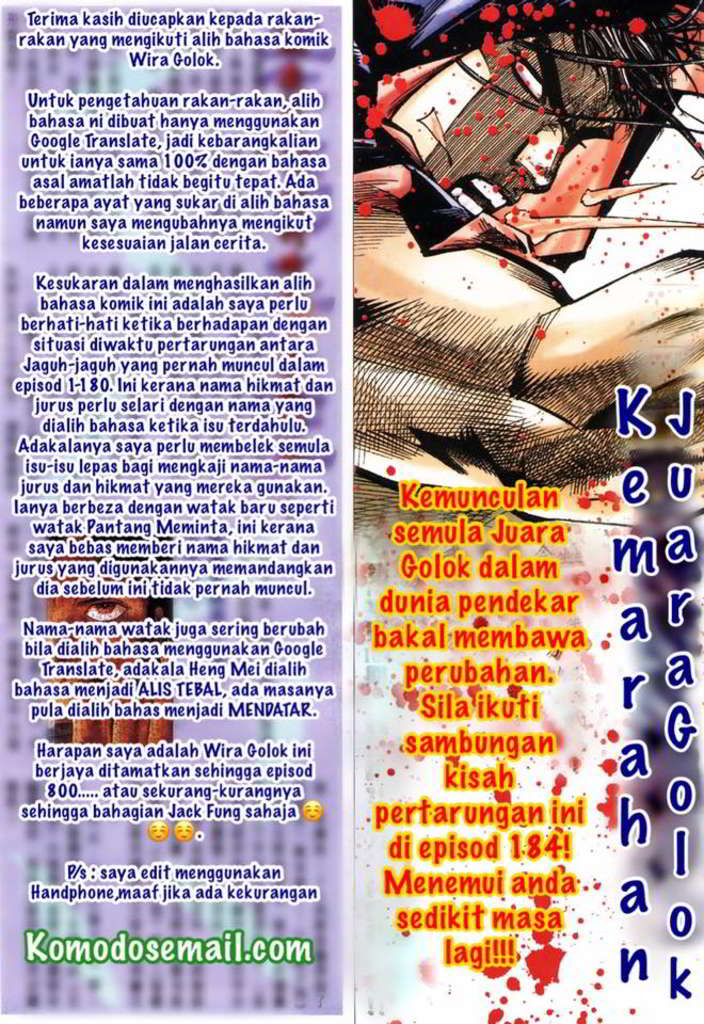 Terima kasih diucapkan kepada rakan-
rakan yang mengikuti alih bahasa komik
Wira Golok.
Untuk pengetahuan rakan-rakan, alih
bahasa ni dibuat hanya menggunakan
Google Translate, jadi kebarangkalian
untuk ianya sama 100% dengan bahasa
asal amatlah tidak begitu tepat. Ada
beberapa ayat yang sukar di alih bahasa
namun saya mengubahnya mengikut
kesesuaian jalan cerita.
Kesukaran dalam menghasilkan alih
bahasa komik ini adalah saya perlu
berhati-hati ketika berhadapan dengan
situasi diwaktu pertarungan antara
Jaguh-jaguh yang pernah muncul dalam
episod 1-180. Ini kerana nama hikmat dan
jurus perlu selari dengan nama yang
dialih bahasa ketika isu terdahulu.
Adakalanya saya perlu membelek semula
isu-isu lepas bagi mengkaji nama-nama
jurus dan hikmat yang mereka gunakan.
Ianya berbeza dengan watak baru seperti
watak Pantang Meminta, ini kerana
saya bebas memberi nama hikmat dan
jurus yang digunakannya memandangkan
dia sebelum ini tidak pernah muncul.
Nama-nama watak juga sering berubah
bila dialih bahasa menggunakan Google
Translate, adakala Heng Mei dialih
bahasa menjadi ALIS TEBAL, ada masanya
pula dialih bahas menjadi MENDATAR.
Harapan saya adalah Wira Golok ini
berjaya ditamatkan sehingga episod
800..... atau sekurang-kurangnya
sehingga bahagian Jack Fung sahaja ☺️
☺️☺️.
P/s : saya edit menggunakan
Handphone,maaf jika ada kekurangan
Komodosemail.com
Kemunculan
semula Juara
Golok dalam
dunia pendekar
bakal membawa
perubahan.
Sila ikuti
sambungan
kisah
pertarungan ini
di episod 184!
Menemui anda
sedikit masa
lagi!!!
Kemarahan
JuaraGolok